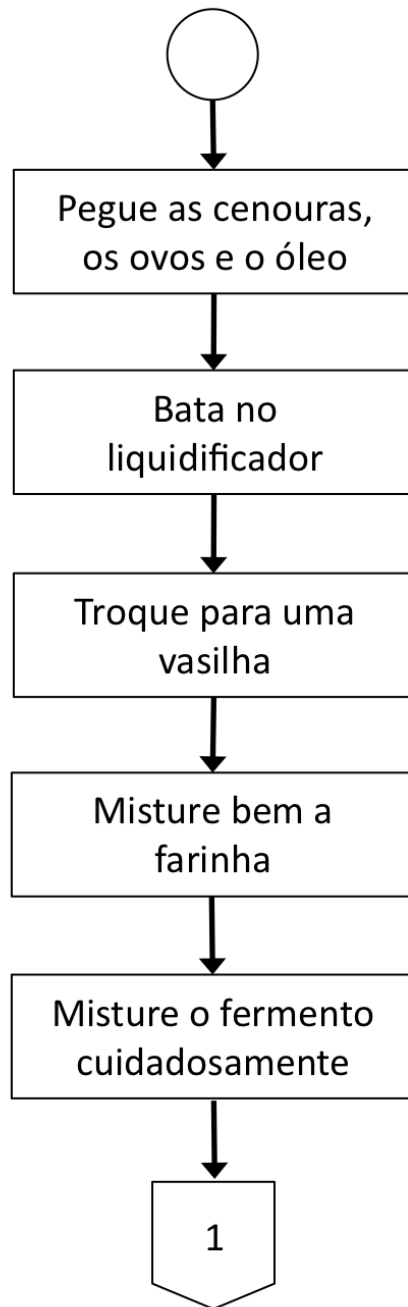 Pegue as cenouras,
os ovos e o óleo
Bata no
liquidificador
Troque para uma
vasilha
Misture bem a
farinha
Misture o fermento
cuidadosamente
1